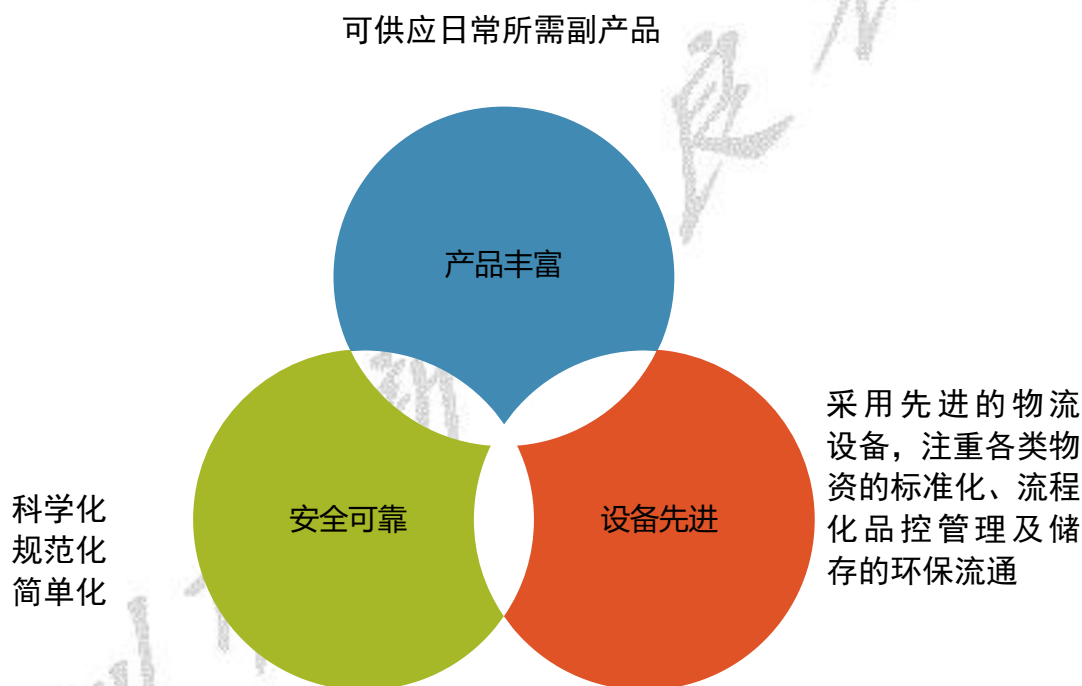 可供应日常所需副产品
产品丰富
采用先进的物流
设备，注重各类物
资的标准化、流程
化品控管理及储
存的环保流通
科学化
规范化
简单化
安全可靠
设备先进